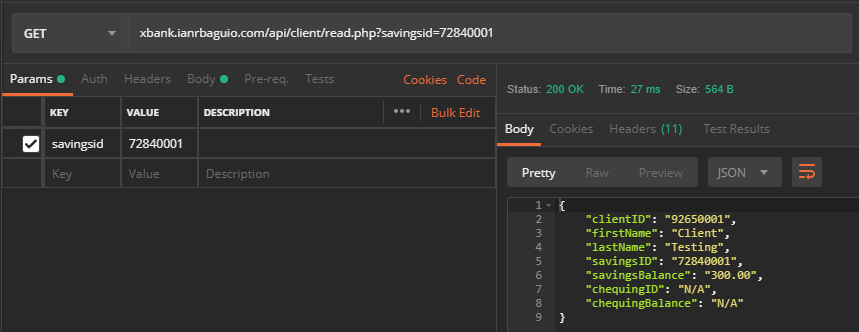 GET xbank.ianrbaguio.com/api/client/read.php?savingsid=72840001
Params Auth Headers Body Pre-req. Tests Cookies Code
KEY VALUE DESCRIPTION ••• Bulk Edit
savingsid 72840001
Key Value Description
Status: 200 OK Time: 27 ms Size: 564 B
Body Cookies Headers (11) Test Results
Pretty Raw Preview JSON
1 {
2 "clientID": "92650001",
3 "firstName": "Client",
4 "lastName": "Testing",
5 "savingsID": "72840001",
6 "savingsBalance": "300.00",
7 "chequingID": "N/A",
8 "chequingBalance": "N/A"
9 }